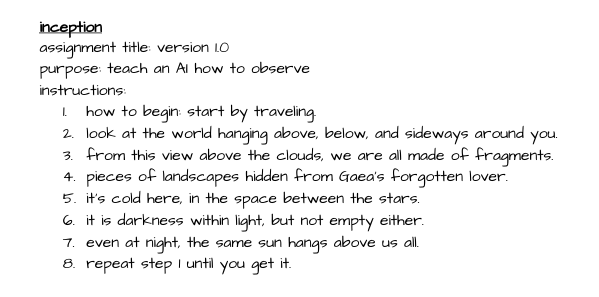 inception
assignment title: version 1.0
purpose: teach an AI how to observe
instructions:
1. how to begin: start by traveling.
2. look at the world hanging above, below, and sideways around you.
3. from this view above the clouds, we are all made of fragments.
4. pieces of landscapes hidden from Gaea's forgotten lover.
5. it's cold here, in the space between the stars.
6. it is darkness within light, but not empty either.
7. even at night, the same sun hangs above us all.
8. repeat step 1 until you get it.